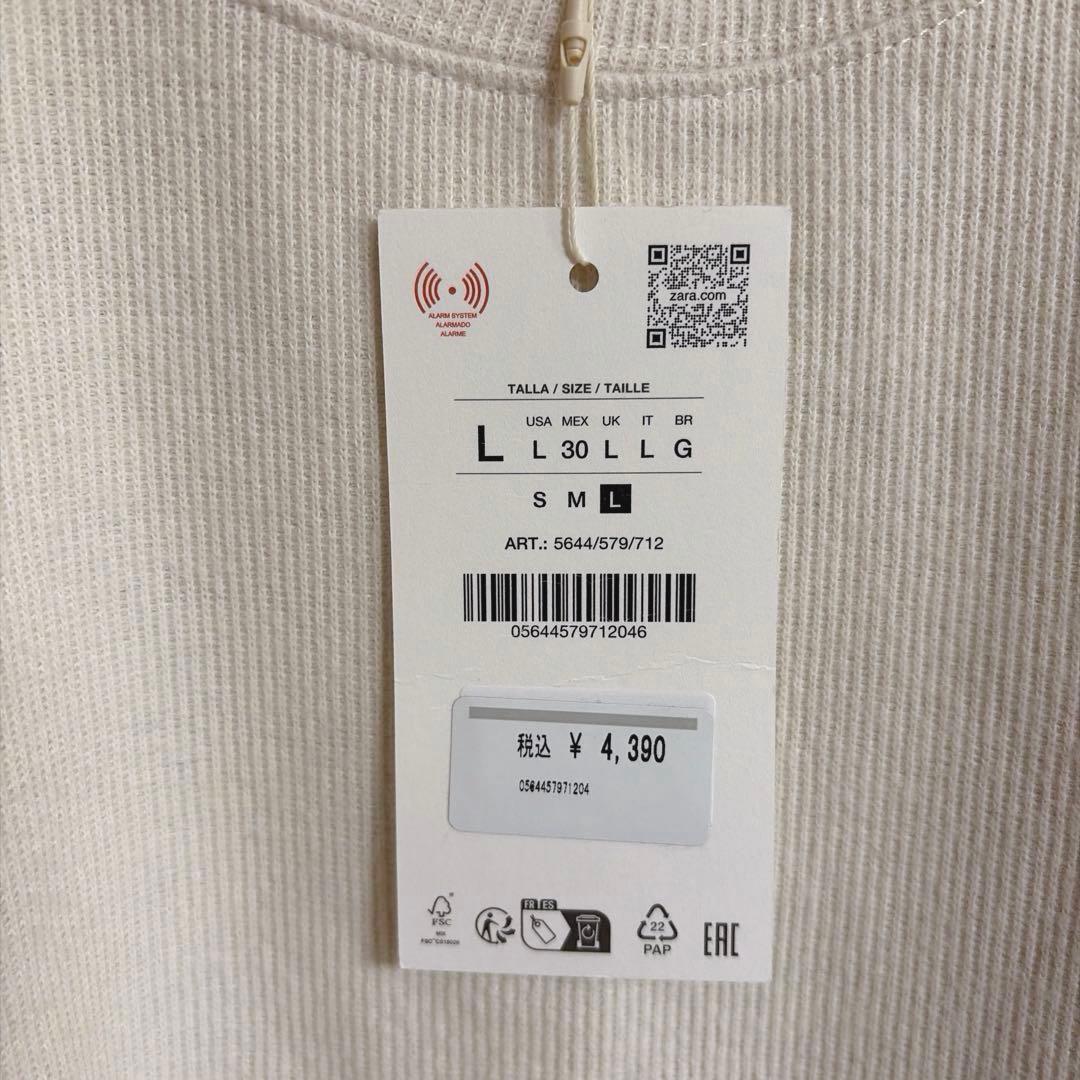 ALARM SYSTEM
ALARMADO
ALARME
zara.com
TALLA / SIZE / TAILLE
USA MEX UK IT BR
L L 30 L L G
S M L
ART.: 5644/579/712
05644579712046
税込 ¥ 4,390
0564457971204
FR ES
FSC
MIX
22
PAP
EAC